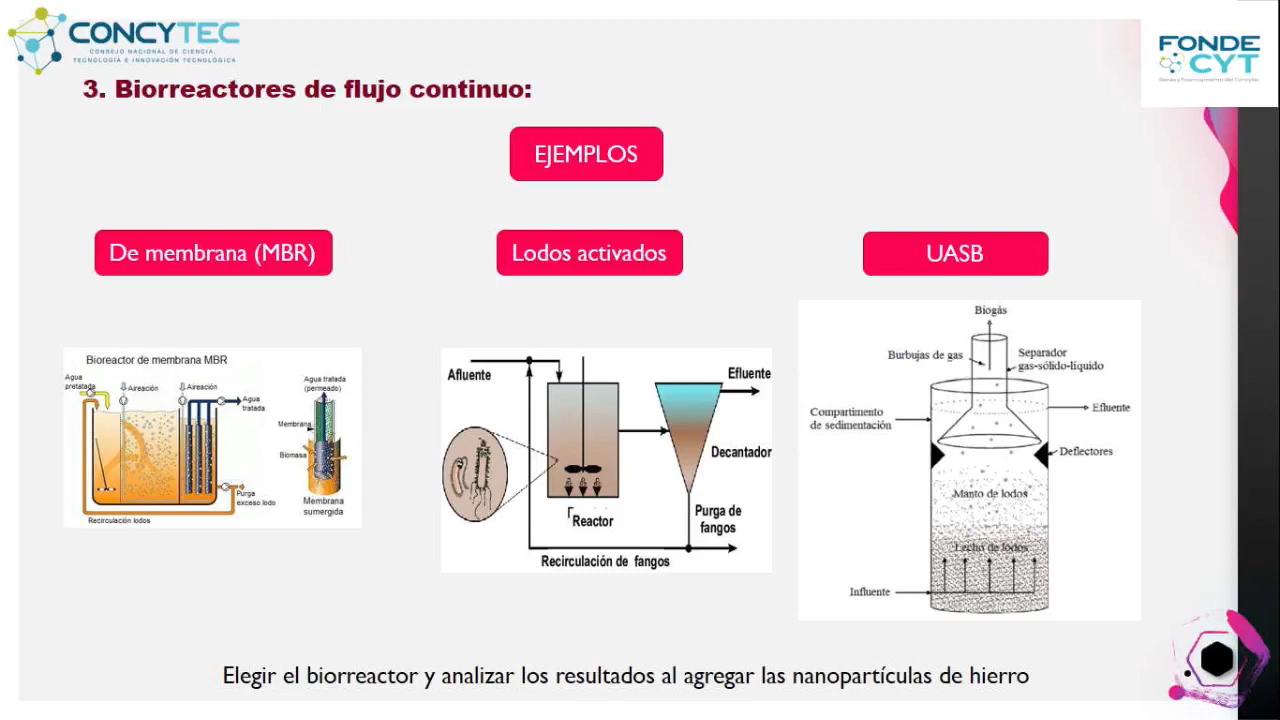 CONCYTEC
CONSEJO NACIONAL DE CIENCIA,
TECNOLOGÍA E INNOVACIÓN TECNOLÓGICA
FONDE
CYT
3. Biorreactores de flujo continuo:
EJEMPLOS
De membrana (MBR)
Lodos activados
UASB
Bioreactor de membrana MBR
Agua
pretatada
Aireación
Aireación
Agua
tratada
Purga
exceso lodo
Recirculación lodos
Agua tratada
(permeado)
Membrana
Biomasa
Membrana
sumergida
Afluente
Efluente
Decantador
Reactor
Purga de
fangos
Recirculación de fangos
Biogás
Burbujas de gas
Separador
gas-sólido-líquido
Compartimento
de sedimentación
Efluente
Deflectores
Manto de lodos
Lecho de lodos
Influente
Elegir el biorreactor y analizar los resultados al agregar las nanopartículas de hierro